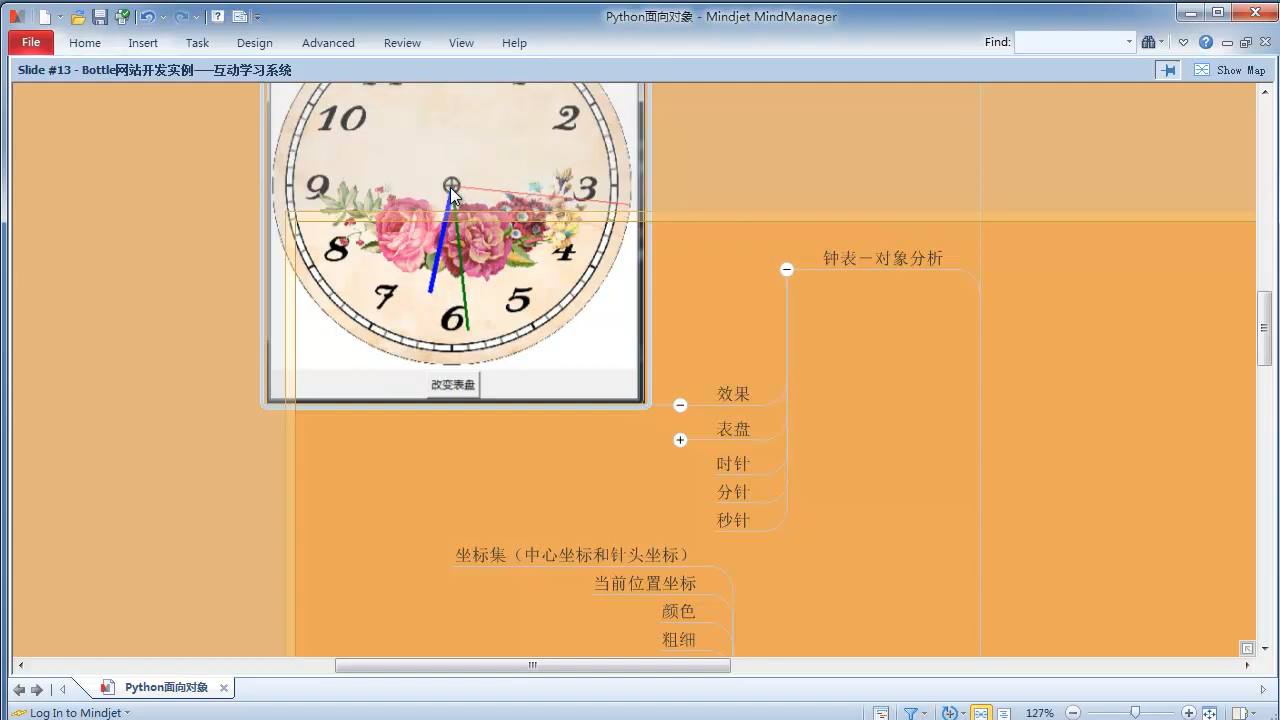 Python面向对象 - Mindjet MindManager
File Home Insert Task Design Advanced Review View Help Find:
Slide #13 - Bottle网站开发实例——互动学习系统 Show Map
10 2
9 3
8 4
7 5
6
改变表盘
钟表－对象分析
效果
表盘
时针
分针
秒针
坐标集（中心坐标和针头坐标）
当前位置坐标
颜色
粗细
Python面向对象
Log In to Mindjet 127%